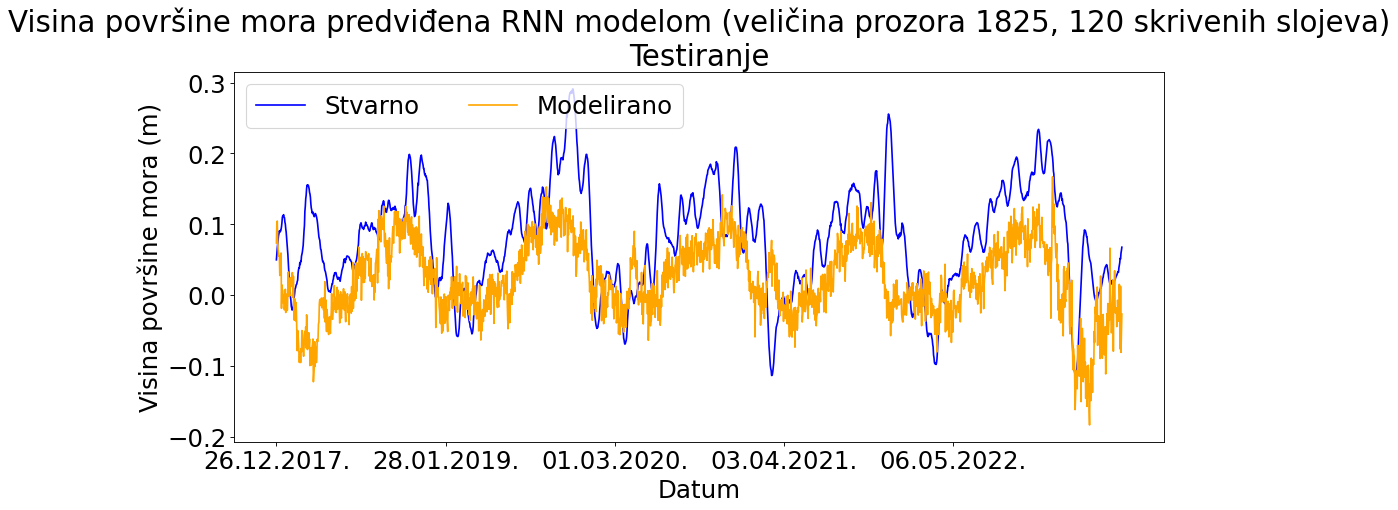 Visina površine mora predviđena RNN modelom (veličina prozora 1825, 120 skrivenih slojeva)
Testiranje
Stvarno
Modelirano
Visina površine mora (m)
0.3
0.2
0.1
0.0
−0.1
−0.2
26.12.2017.
28.01.2019.
01.03.2020.
03.04.2021.
06.05.2022.
Datum